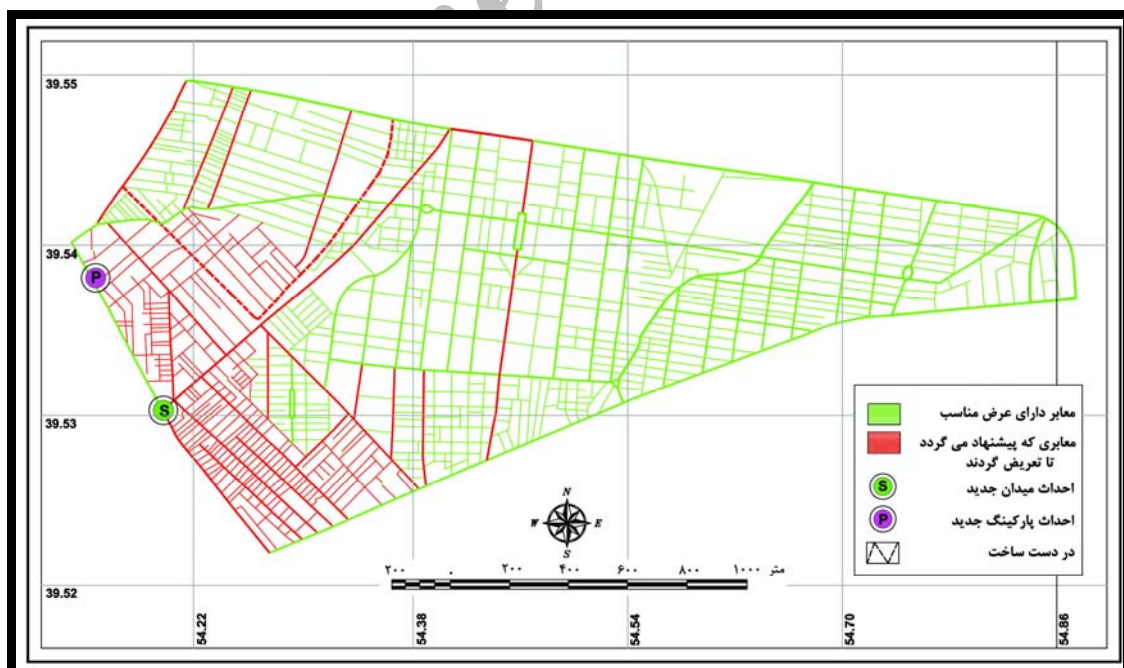 39.55
39.54
39.53
39.52
P
S
معابر دارای عرض مناسب
معابری که پیشنهاد می گردد
تا تعریض گردند
S احداث میدان جدید
P احداث پارکینگ جدید
در دست ساخت
N
W E
S
۲۰۰ ۰ ۲۰۰ ۴۰۰ ۶۰۰ ۸۰۰ ۱۰۰۰ متر
54.22
54.38
54.54
54.70
54.86